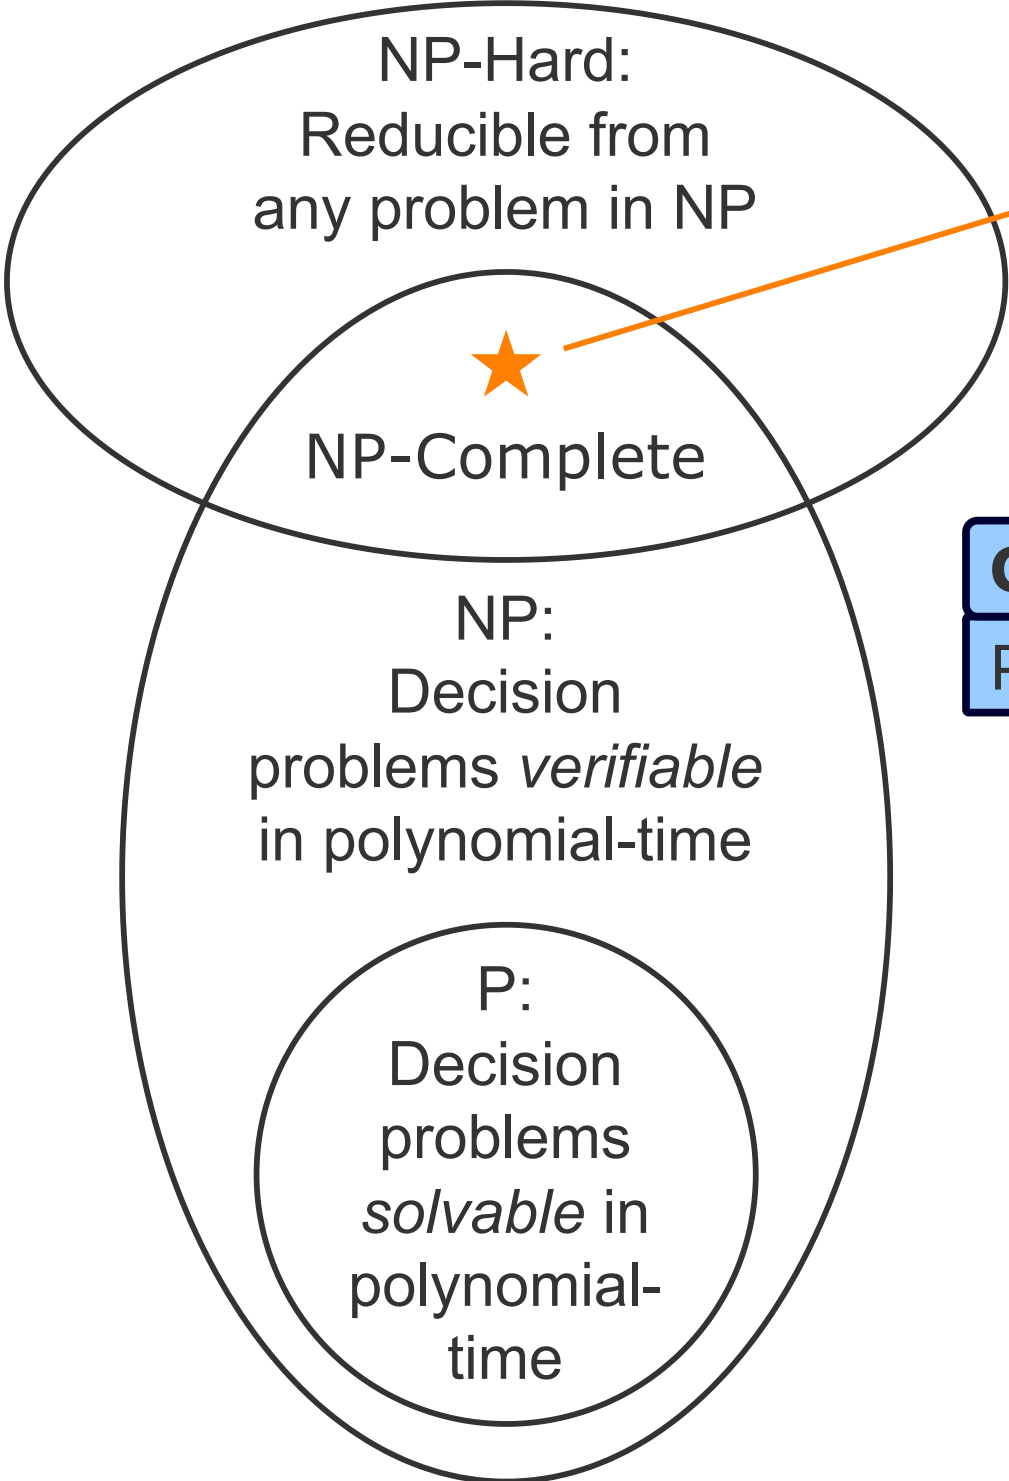 NP-Hard:
Reducible from
any problem in NP
NP-Complete
NP:
Decision
problems verifiable
in polynomial-time
P:
Decision
problems
solvable in
polynomial-
time